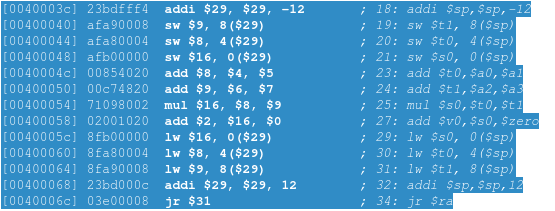 [0040003c] 23bdfff4 addi $29, $29, -12 ; 18: addi $sp,$sp,-12
[00400040] afa90008 sw $9, 8($29) ; 19: sw $t1, 8($sp)
[00400044] afa80004 sw $8, 4($29) ; 20: sw $t0, 4($sp)
[00400048] afb00000 sw $16, 0($29) ; 21: sw $s0, 0($sp)
[0040004c] 00854020 add $8, $4, $5 ; 23: add $t0,$a0,$a1
[00400050] 00c74820 add $9, $6, $7 ; 24: add $t1,$a2,$a3
[00400054] 71098002 mul $16, $8, $9 ; 25: mul $s0,$t0,$t1
[00400058] 02001020 add $2, $16, $0 ; 27: add $v0,$s0,$zero
[0040005c] 8fb00000 lw $16, 0($29) ; 29: lw $s0, 0($sp)
[00400060] 8fa80004 lw $8, 4($29) ; 30: lw $t0, 4($sp)
[00400064] 8fa90008 lw $9, 8($29) ; 31: lw $t1, 8($sp)
[00400068] 23bd000c addi $29, $29, 12 ; 32: addi $sp,$sp,12
[0040006c] 03e00008 jr $31 ; 34: jr $ra